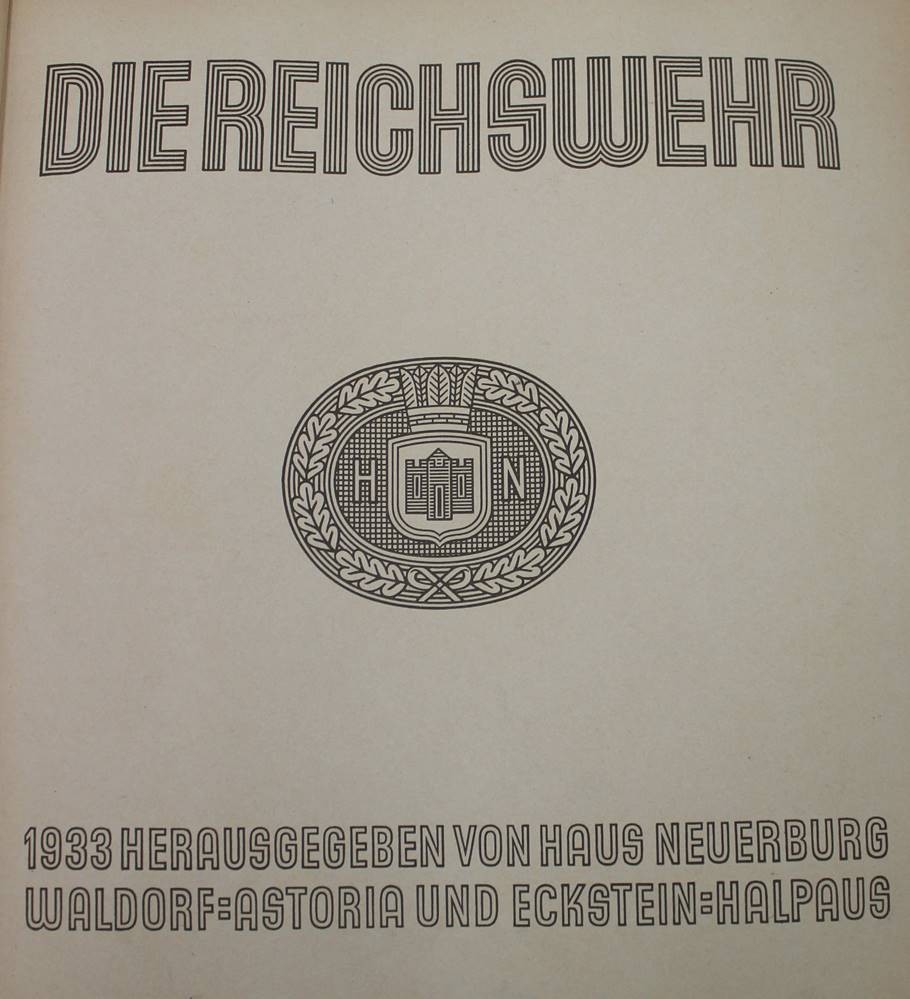 DIE REICHSWEHR
H N
1933 HERAUSGEGEBEN VON HAUS NEUERBURG
WALDORF=ASTORIA UND ECKSTEIN=HALPAUS